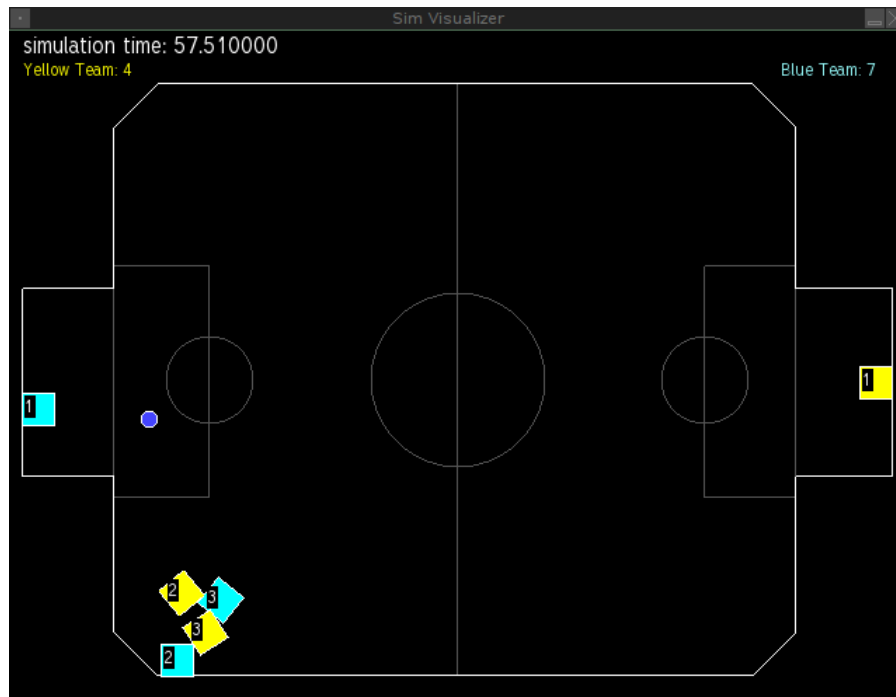 Sim Visualizer
simulation time: 57.510000
Yellow Team: 4
Blue Team: 7
1
1
2
3
3
2